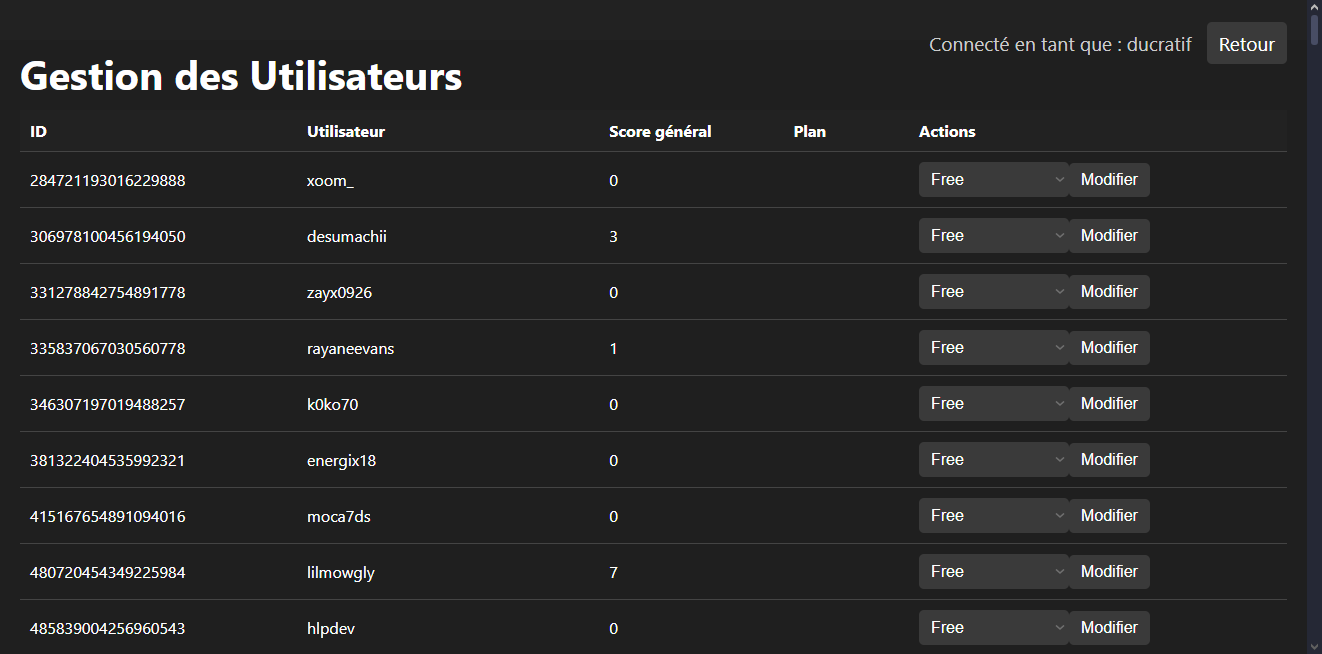 Connecté en tant que : ducratif Retour
Gestion des Utilisateurs
ID Utilisateur Score général Plan Actions
284721193016229888 xoom_ 0 Free Modifier
306978100456194050 desumachii 3 Free Modifier
331278842754891778 zayx0926 0 Free Modifier
335837067030560778 rayaneevans 1 Free Modifier
346307197019488257 k0ko70 0 Free Modifier
381322404535992321 energix18 0 Free Modifier
415167654891094016 moca7ds 0 Free Modifier
480720454349225984 lilmowgly 7 Free Modifier
485839004256960543 hlpdev 0 Free Modifier